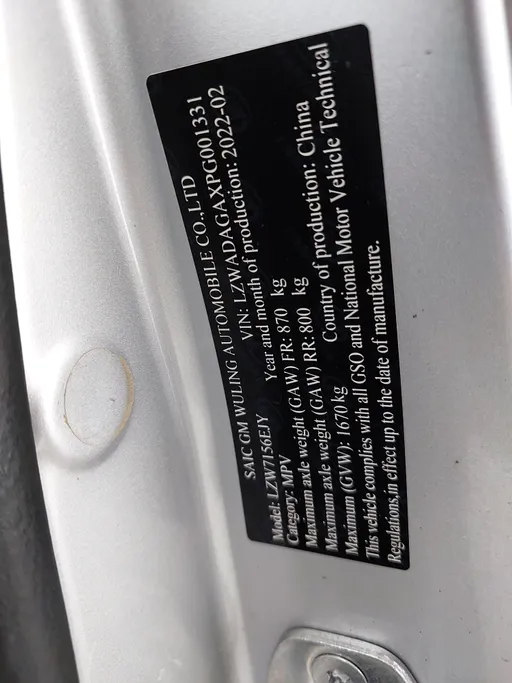 SAIC GM WULING AUTOMOBILE CO.,LTD
Model: LZW7156EJY VIN: LZWADAGAXPG001331
Category: MPV Year and month of production: 2022-02
Maximum axle weight (GAW) FR: 870 kg
Maximum axle weight (GAW) RR: 800 kg
Maximum (GVW): 1670 kg Country of production: China
This vehicle complies with all GSO and National Motor Vehicle Technical
Regulations,in effect up to the date of manufacture.